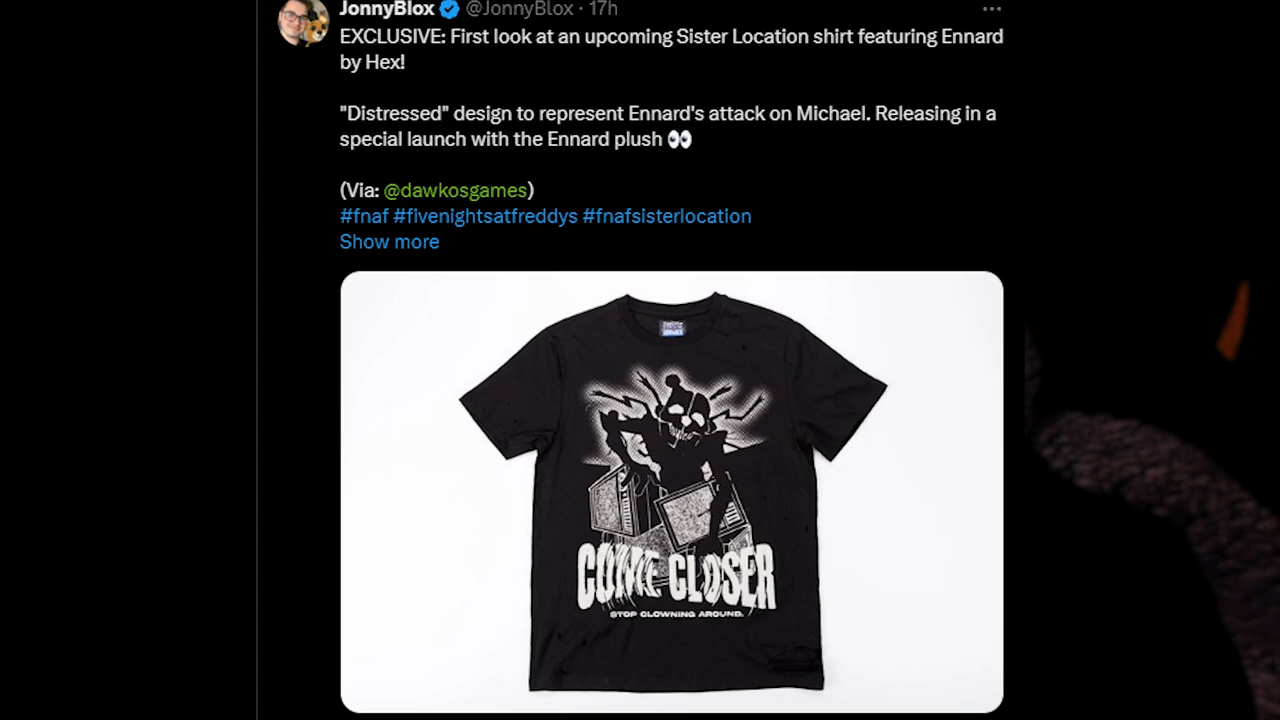 JonnyBlox @JonnyBlox · 17h
EXCLUSIVE: First look at an upcoming Sister Location shirt featuring Ennard
by Hex!
"Distressed" design to represent Ennard's attack on Michael. Releasing in a
special launch with the Ennard plush 👀
(Via: @dawkosgames)
#fnaf #fivenightsatfreddys #fnafsisterlocation
Show more
COME CLOSER
STOP CLOWNING AROUND.